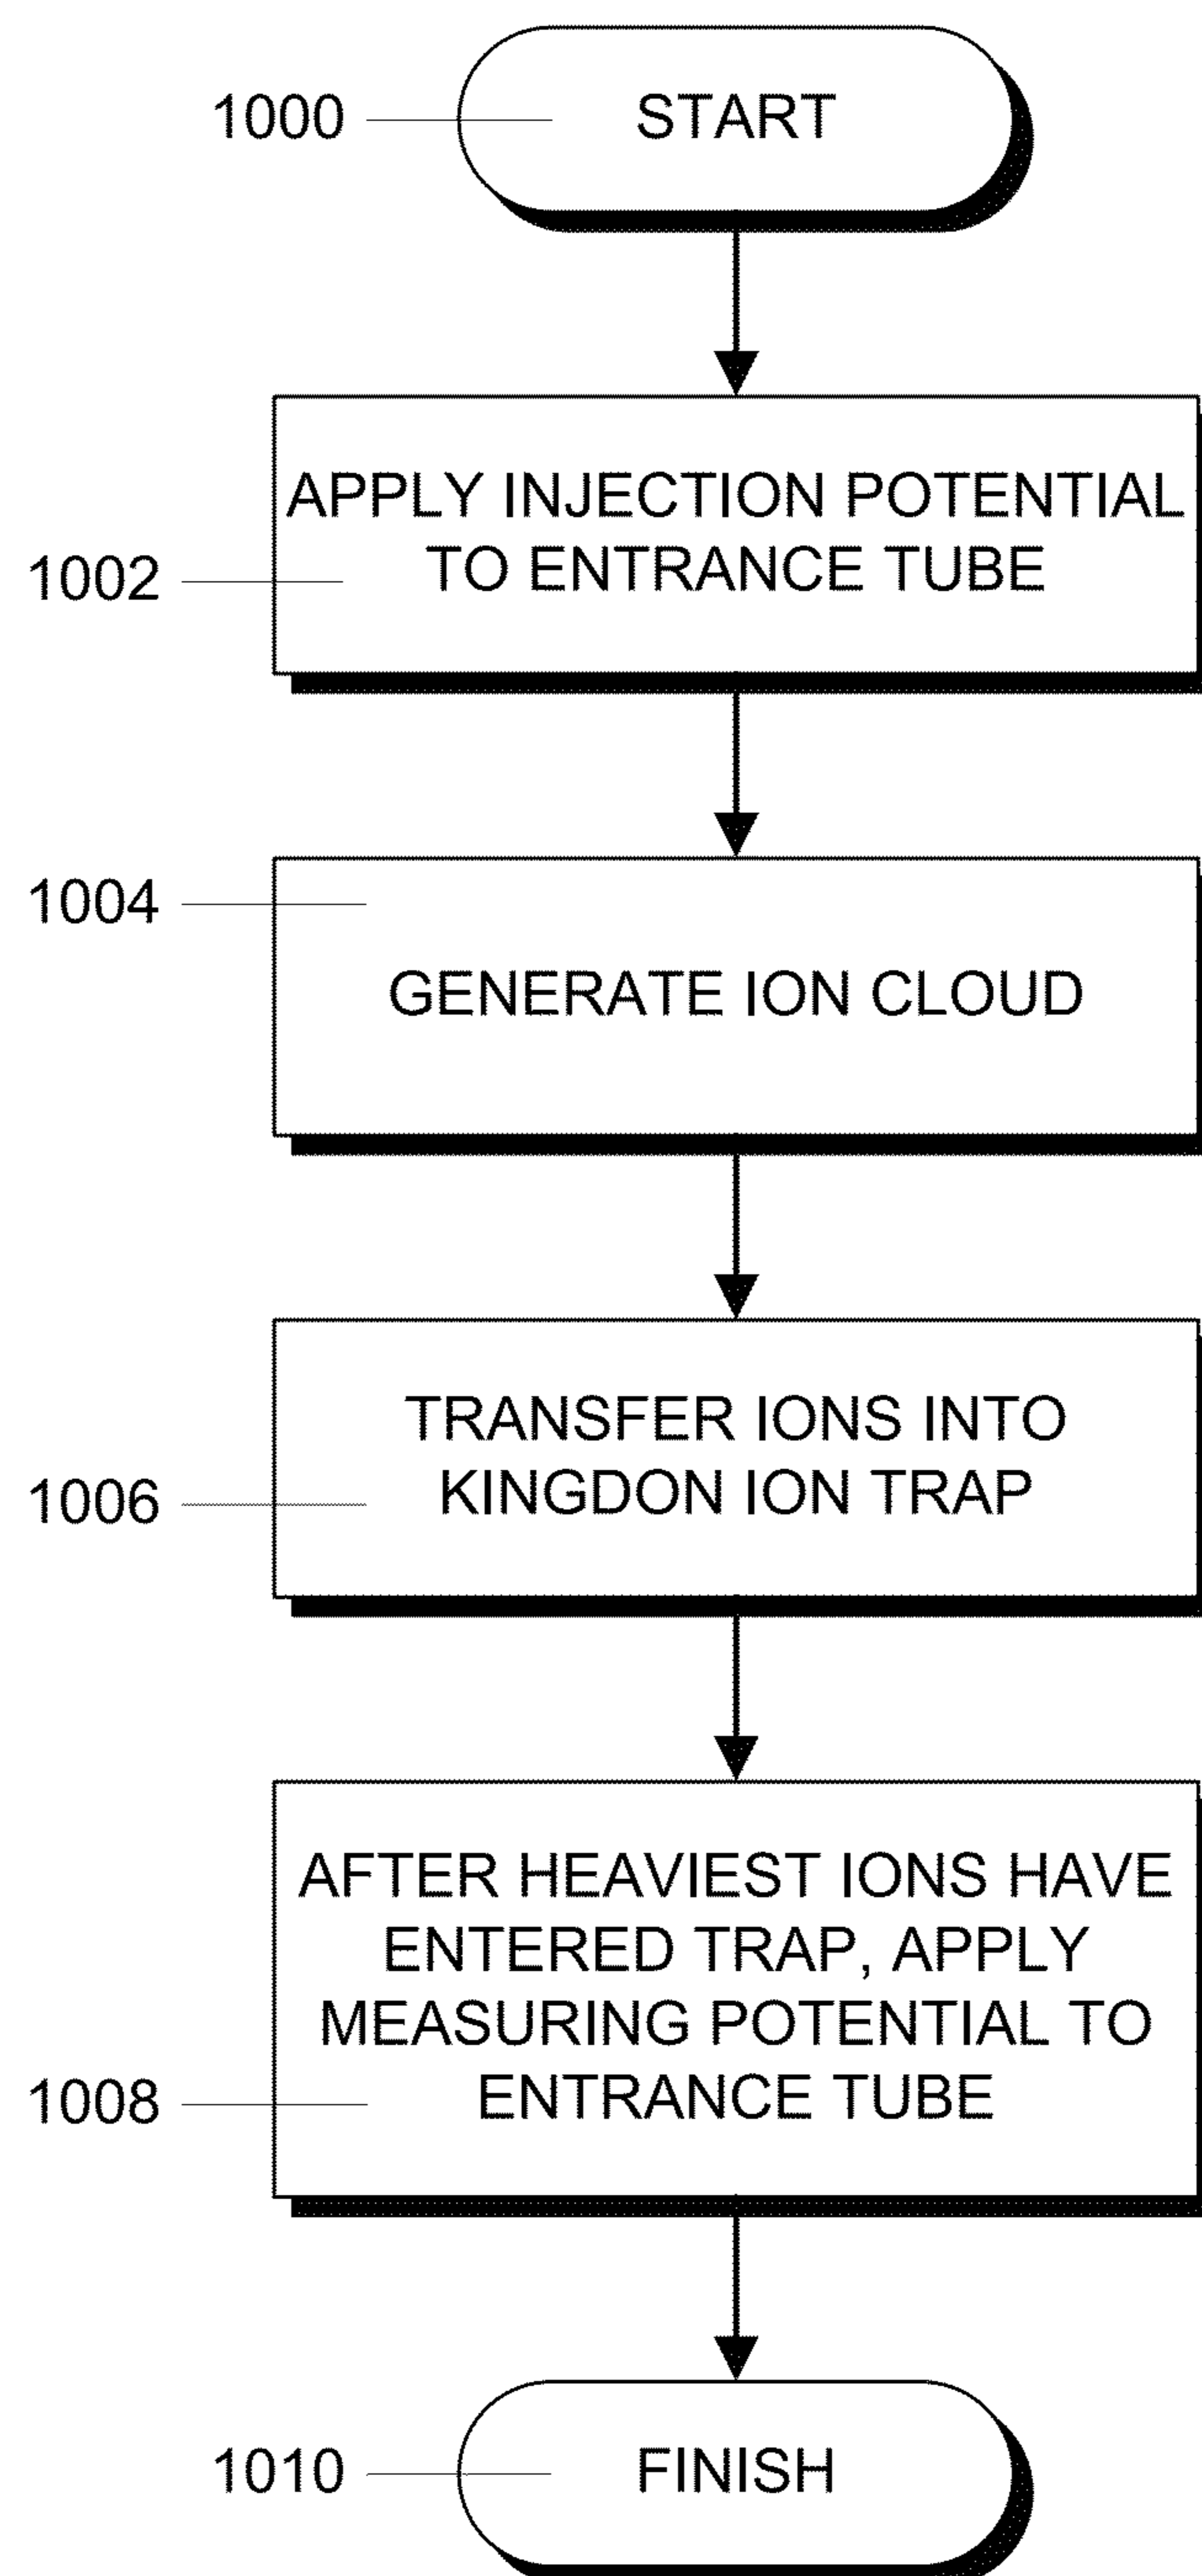 1000
START
APPLY INJECTION POTENTIAL
TO ENTRANCE TUBE
1002
1004
GENERATE ION CLOUD
TRANSFER IONS INTO
KINGDON ION TRAP
1006
AFTER HEAVIEST IONS HAVE
ENTERED TRAP, APPLY
MEASURING POTENTIAL TO
ENTRANCE TUBE
1008
1010
FINISH